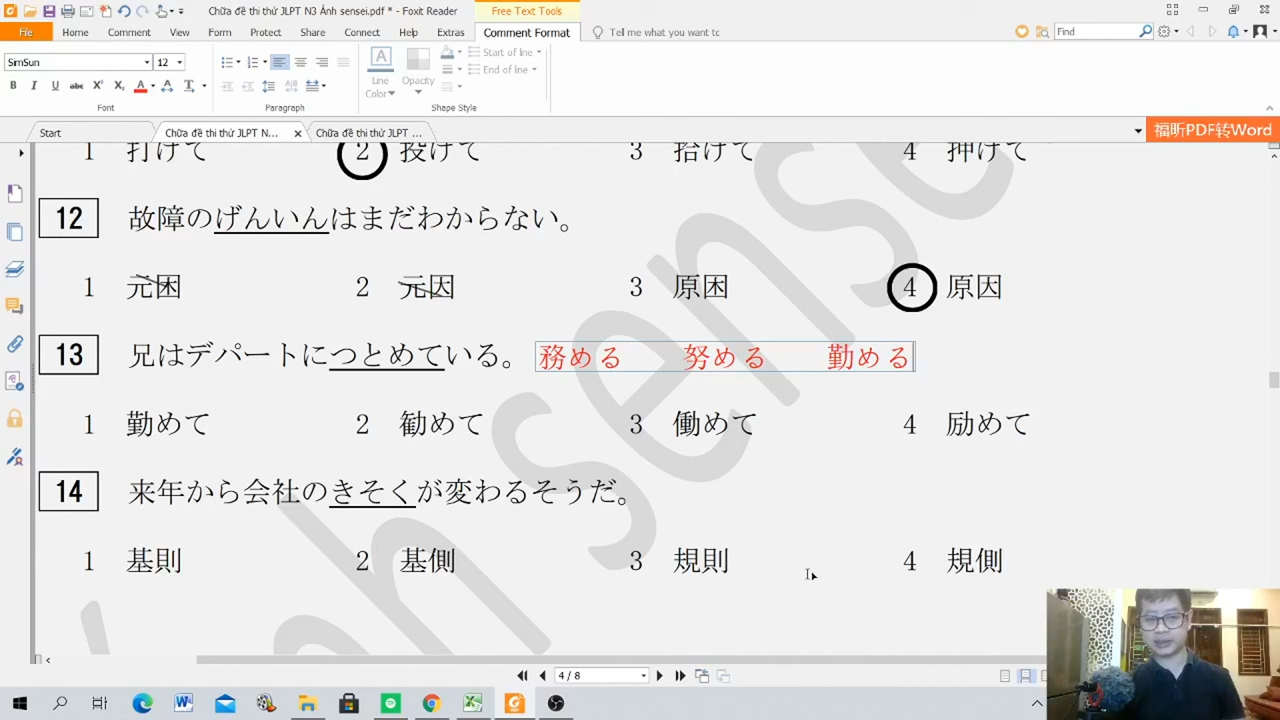 Chữa đề thi thử JLPT N3 Ánh sensei.pdf * - Foxit Reader
Free Text Tools
File Home Comment View Form Protect Share Connect Help Extras Comment Format Tell me what you want tc Find
SimSun 12 Start of line
Line Color Opacity End of line
Font Paragraph Shape Style
Start Chữa đề thi thử JLPT N... Chữa đề thi thử JLPT ... 福昕PDF转Word
1 打げて 2 投げて 3 拾げて 4 押げて
12 故障のげんいんはまだわからない。
1 元困 2 元因 3 原困 4 原因
13 兄はデパートにつとめている。 務める 努める 勤める
1 勤めて 2 勧めて 3 働めて 4 励めて
14 来年から会社のきそくが変わるそうだ。
1 基則 2 基側 3 規則 4 規側
4 / 8